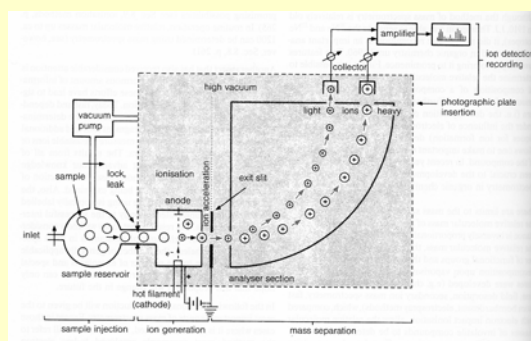 amplifier
ion detector
recording
collector
high vacuum
light
ions
heavy
photographic plate
insertion
vacuum
pump
sample
lock,
leak
ionisation
anode
ion acceleration
exit slit
inlet
e⁻
+
analyser section
sample reservoir
hot filament
(cathode)
sample injection
ion generation
mass separation